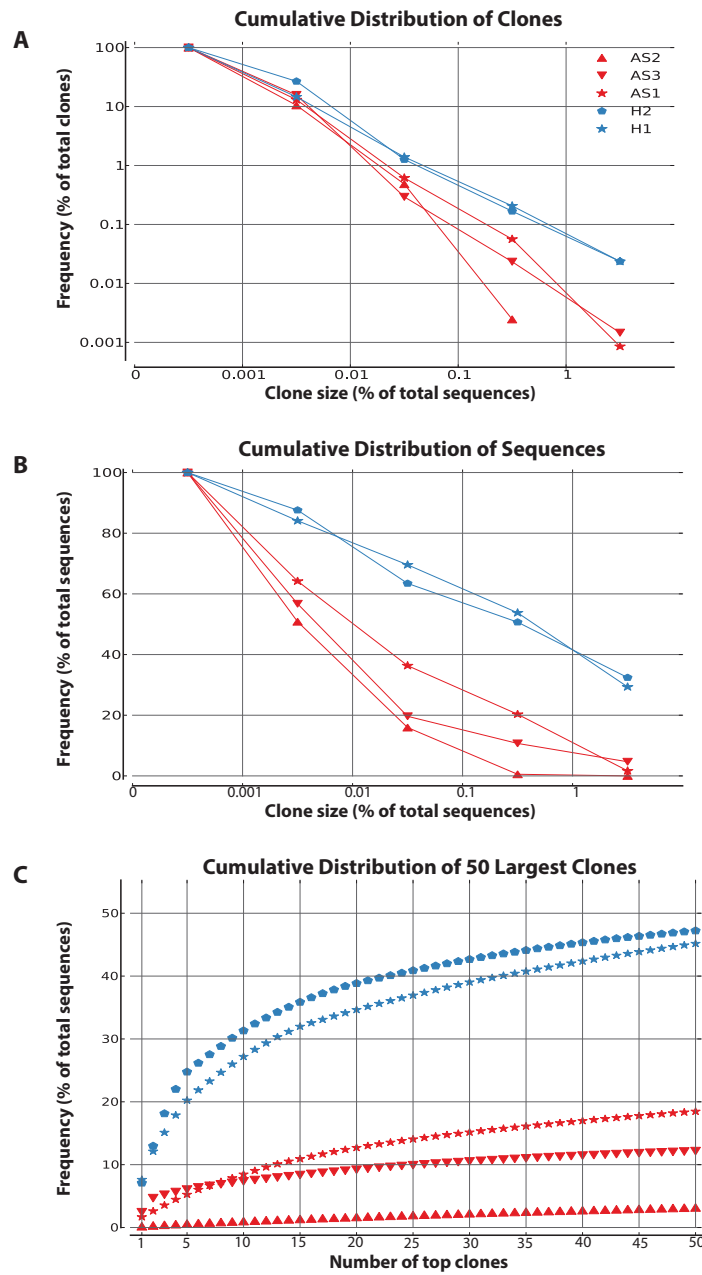 A
Cumulative Distribution of Clones
Frequency (% of total clones)
100
10
1
0.1
0.01
0.001
AS2
AS3
AS1
H2
H1
0 0.001 0.01 0.1 1
Clone size (% of total sequences)
B
Cumulative Distribution of Sequences
Frequency (% of total sequences)
100
80
60
40
20
0
0 0.001 0.01 0.1 1
Clone size (% of total sequences)
C
Cumulative Distribution of 50 Largest Clones
Frequency (% of total sequences)
50
40
30
20
10
0
1 5 10 15 20 25 30 35 40 45 50
Number of top clones